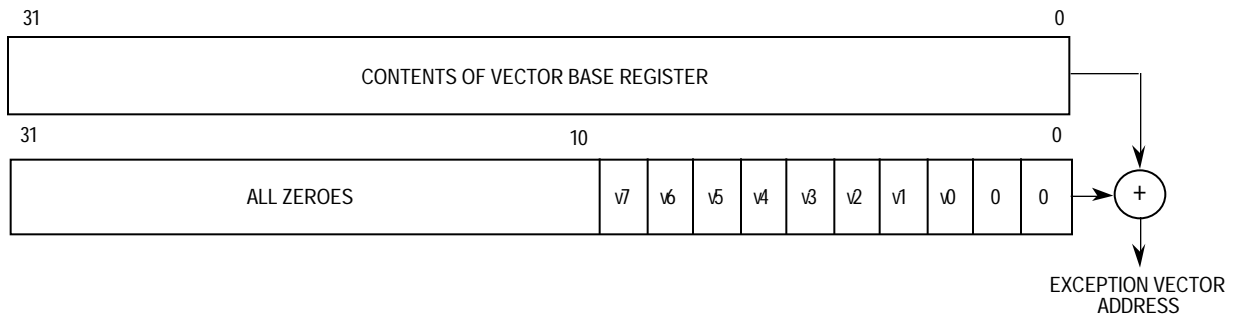 31 0
CONTENTS OF VECTOR BASE REGISTER
31 10 0
ALL ZEROES v7 v6 v5 v4 v3 v2 v1 v0 0 0 +
EXCEPTION VECTOR
ADDRESS